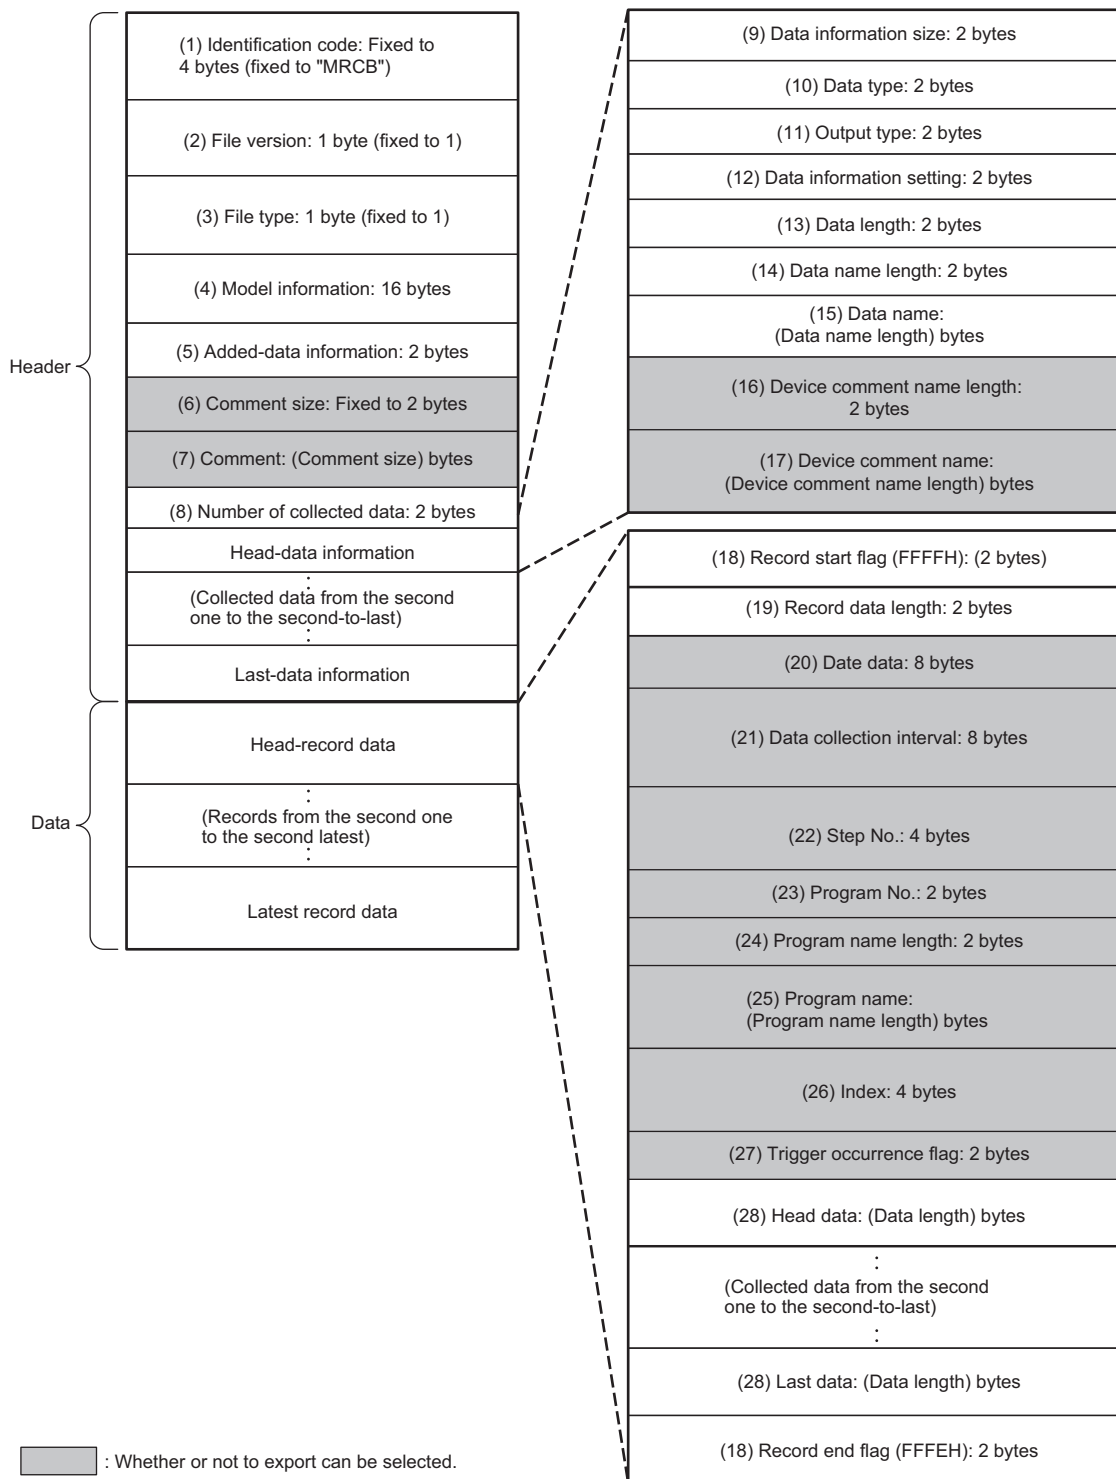 Header
(1) Identification code: Fixed to
4 bytes (fixed to "MRCB")
(2) File version: 1 byte (fixed to 1)
(3) File type: 1 byte (fixed to 1)
(4) Model information: 16 bytes
(5) Added-data information: 2 bytes
(6) Comment size: Fixed to 2 bytes
(7) Comment: (Comment size) bytes
(8) Number of collected data: 2 bytes
Head-data information
(Collected data from the second
one to the second-to-last)
Last-data information
Data
Head-record data
(Records from the second one
to the second latest)
Latest record data
(9) Data information size: 2 bytes
(10) Data type: 2 bytes
(11) Output type: 2 bytes
(12) Data information setting: 2 bytes
(13) Data length: 2 bytes
(14) Data name length: 2 bytes
(15) Data name:
(Data name length) bytes
(16) Device comment name length:
2 bytes
(17) Device comment name:
(Device comment name length) bytes
(18) Record start flag (FFFFH): (2 bytes)
(19) Record data length: 2 bytes
(20) Date data: 8 bytes
(21) Data collection interval: 8 bytes
(22) Step No.: 4 bytes
(23) Program No.: 2 bytes
(24) Program name length: 2 bytes
(25) Program name:
(Program name length) bytes
(26) Index: 4 bytes
(27) Trigger occurrence flag: 2 bytes
(28) Head data: (Data length) bytes
(Collected data from the second
one to the second-to-last)
(28) Last data: (Data length) bytes
(18) Record end flag (FFFEH): 2 bytes
: Whether or not to export can be selected.